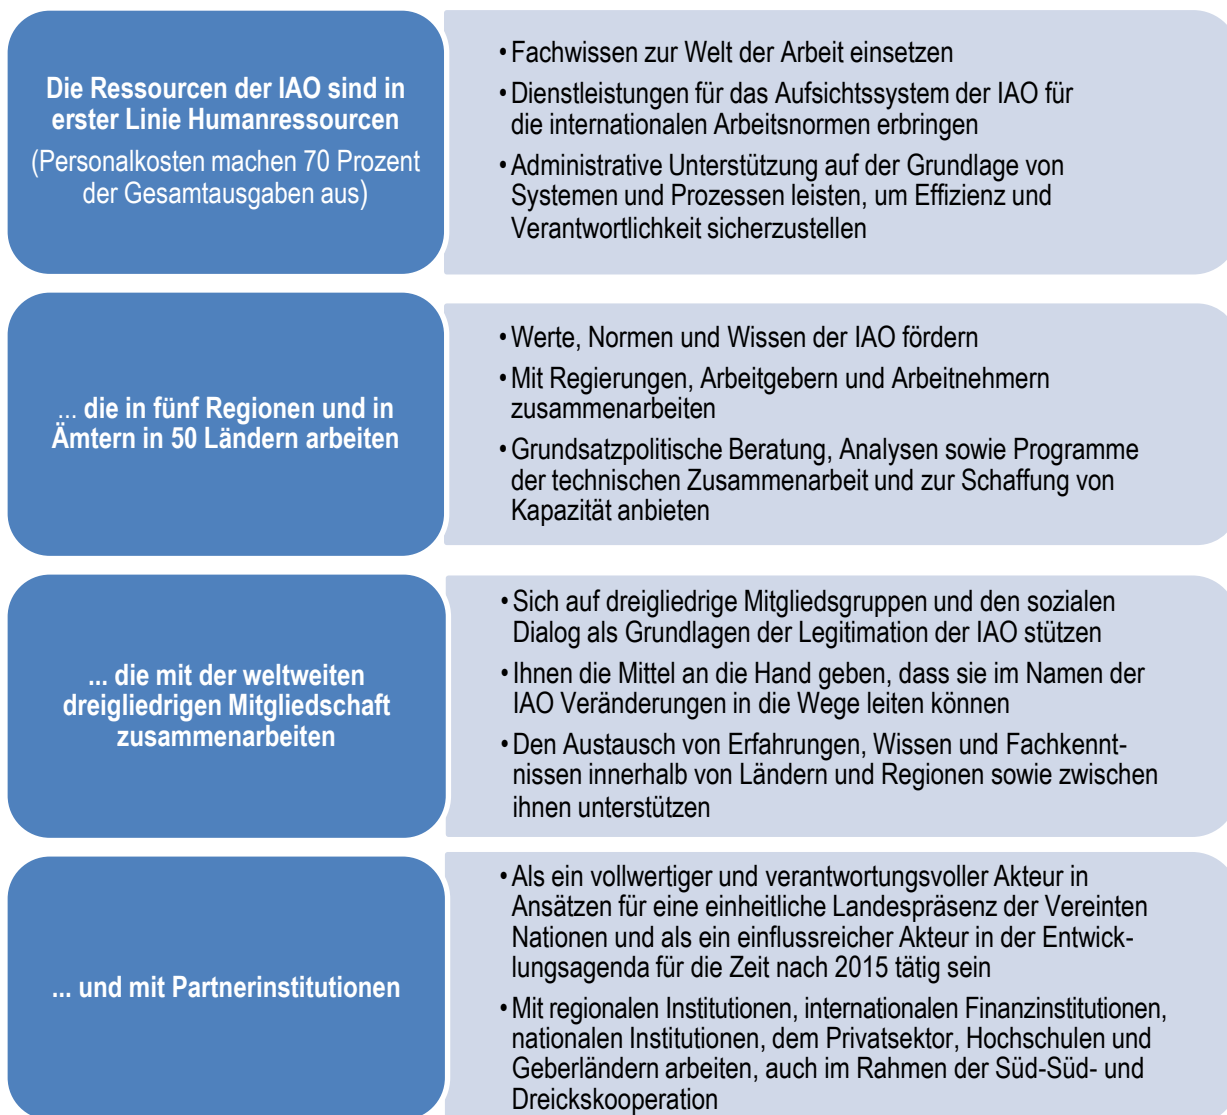 Die Ressourcen der IAO sind in
erster Linie Humanressourcen
(Personalkosten machen 70 Prozent
der Gesamtausgaben aus)
• Fachwissen zur Welt der Arbeit einsetzen
• Dienstleistungen für das Aufsichtssystem der IAO für
die internationalen Arbeitsnormen erbringen
• Administrative Unterstützung auf der Grundlage von
Systemen und Prozessen leisten, um Effizienz und
Verantwortlichkeit sicherzustellen
... die in fünf Regionen und in
Ämtern in 50 Ländern arbeiten
• Werte, Normen und Wissen der IAO fördern
• Mit Regierungen, Arbeitgebern und Arbeitnehmern
zusammenarbeiten
• Grundsatzpolitische Beratung, Analysen sowie Programme
der technischen Zusammenarbeit und zur Schaffung von
Kapazität anbieten
... die mit der weltweiten
dreigliedrigen Mitgliedschaft
zusammenarbeiten
• Sich auf dreigliedrige Mitgliedsgruppen und den sozialen
Dialog als Grundlagen der Legitimation der IAO stützen
• Ihnen die Mittel an die Hand geben, dass sie im Namen der
IAO Veränderungen in die Wege leiten können
• Den Austausch von Erfahrungen, Wissen und Fachkennt-
nissen innerhalb von Ländern und Regionen sowie zwischen
ihnen unterstützen
... und mit Partnerinstitutionen
• Als ein vollwertiger und verantwortungsvoller Akteur in
Ansätzen für eine einheitliche Landespräsenz der Vereinten
Nationen und als ein einflussreicher Akteur in der Entwick-
lungsagenda für die Zeit nach 2015 tätig sein
• Mit regionalen Institutionen, internationalen Finanzinstitutionen,
nationalen Institutionen, dem Privatsektor, Hochschulen und
Geberländern arbeiten, auch im Rahmen der Süd-Süd- und
Dreickskooperation